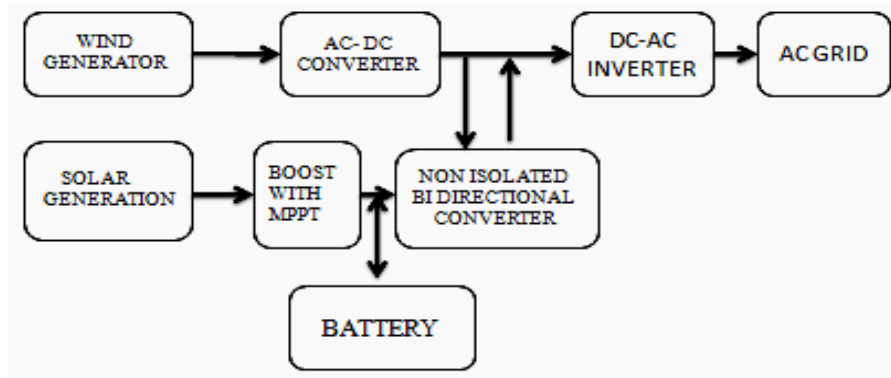 WIND
GENERATOR
AC- DC
CONVERTER
DC-AC
INVERTER
AC GRID
SOLAR
GENERATION
BOOST
WITH
MPPT
NON ISOLATED
BI DIRECTIONAL
CONVERTER
BATTERY